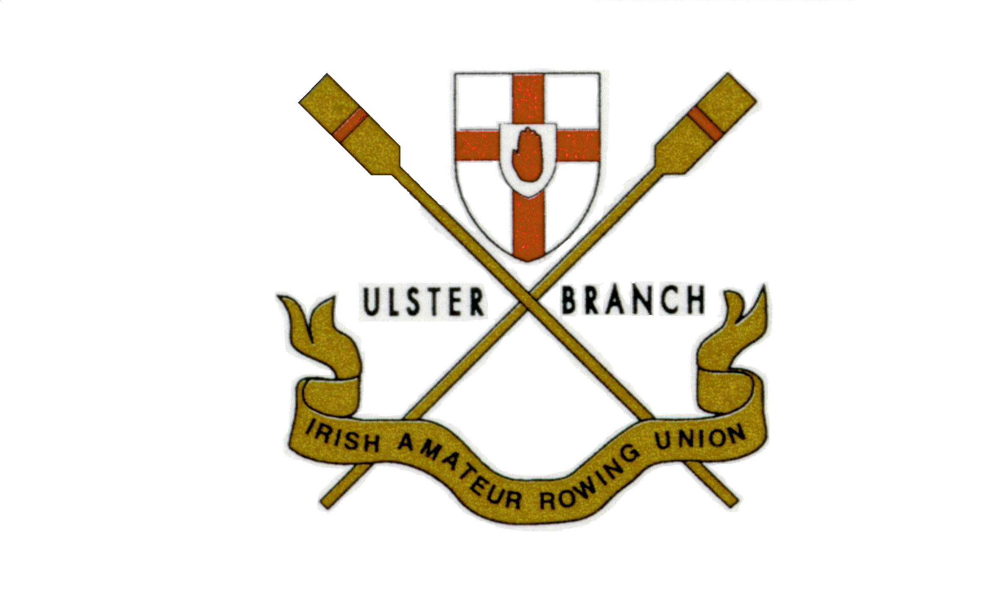 ULSTER BRANCH
IRISH AMATEUR ROWING UNION